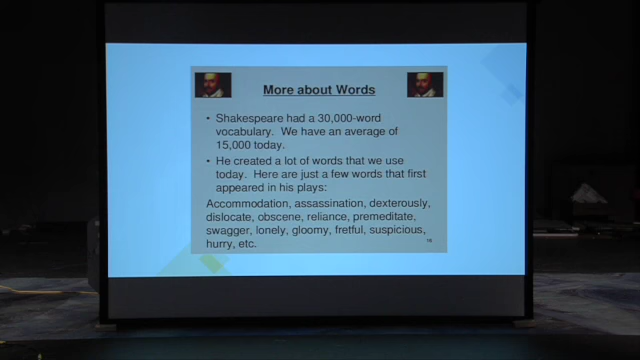 More about Words
• Shakespeare had a 30,000-word
vocabulary. We have an average of
15,000 today.
• He created a lot of words that we use
today. Here are just a few words that first
appeared in his plays:
Accommodation, assassination, dexterously,
dislocate, obscene, reliance, premeditate,
swagger, lonely, gloomy, fretful, suspicious,
hurry, etc.
16